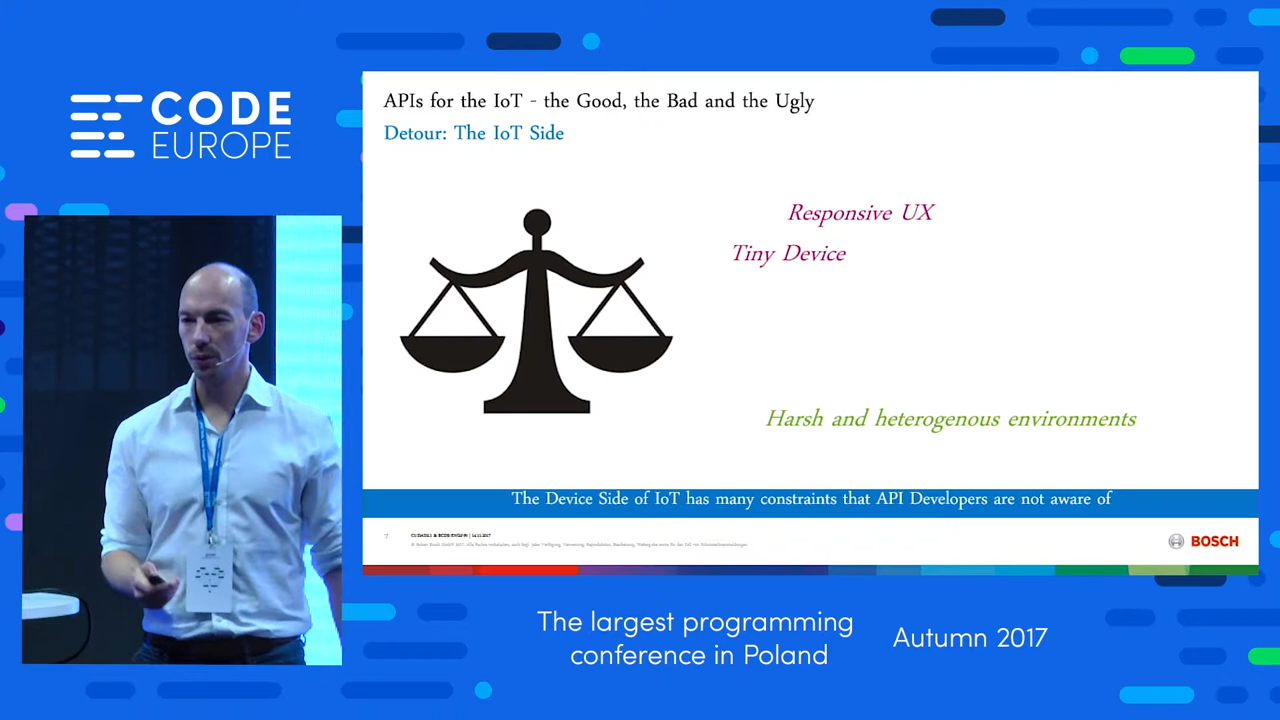 CODE
EUROPE
APIs for the IoT - the Good, the Bad and the Ugly
Detour: The IoT Side
Responsive UX
Tiny Device
Harsh and heterogenous environments
The Device Side of IoT has many constraints that API Developers are not aware of
7
BOSCH
The largest programming
conference in Poland
Autumn 2017